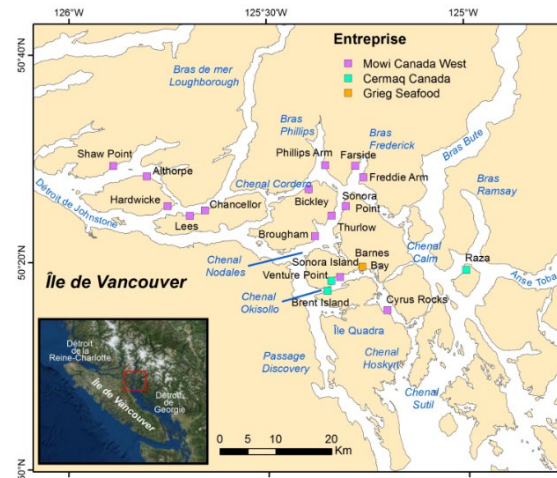 126°W
125°30'W
125°W
50°40'N
50°20'N
50°N
Entreprise
Mowi Canada West
Cermaq Canada
Grieg Seafood
Bras de mer
Loughborough
Bras
Phillips
Bras
Frederick
Bras Bute
Bras
Ramsay
Shaw Point
Althorpe
Phillips Arm
Farside
Freddie Arm
Chenal Cordero
Hardwicke
Chancellor
Lees
Bickley
Sonora
Point
Thurlow
Détroit de Johnstone
Brougham
Chenal
Nodales
Sonora Island
Barnes
Bay
Chenal
Calm
Raza
Anse Toba
Venture Point
Île de Vancouver
Chenal
Okisollo
Brent Island
Cyrus Rocks
Île Quadra
Passage
Discovery
Chenal
Hoskyn
Chenal
Sutil
Détroit
de la
Reine-Charlotte
Île de Vancouver
Détroit
de
Géorgie
0 5 10 20
Km